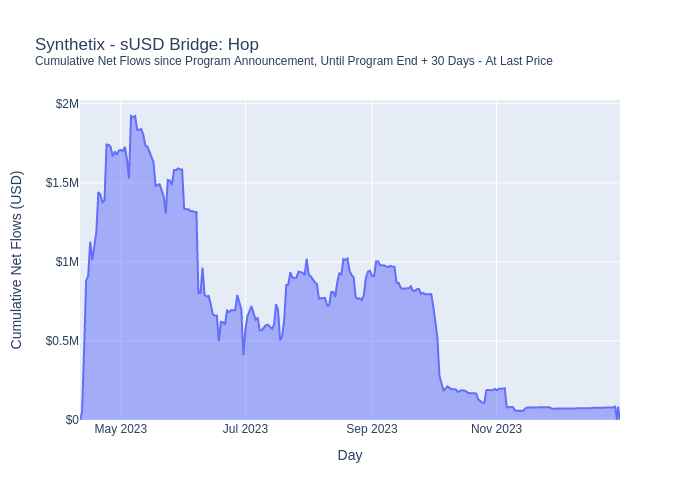 Synthetix - sUSD Bridge: Hop
Cumulative Net Flows since Program Announcement, Until Program End + 30 Days - At Last Price
Cumulative Net Flows (USD)
$2M
$1.5M
$1M
$0.5M
$0
May 2023
Jul 2023
Sep 2023
Nov 2023
Day